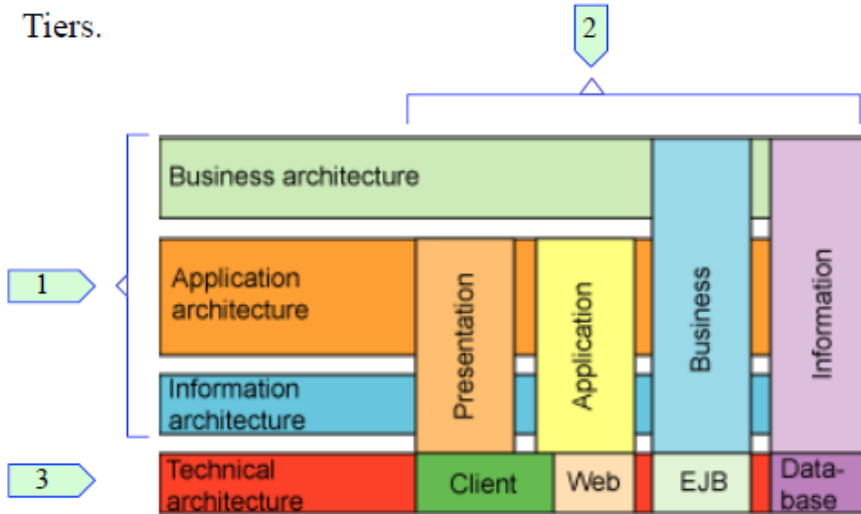 Tiers.
2
Business architecture
1
Application
architecture
Presentation
Application
Business
Information
Information
architecture
3
Technical
architecture
Client
Web
EJB
Data-
base